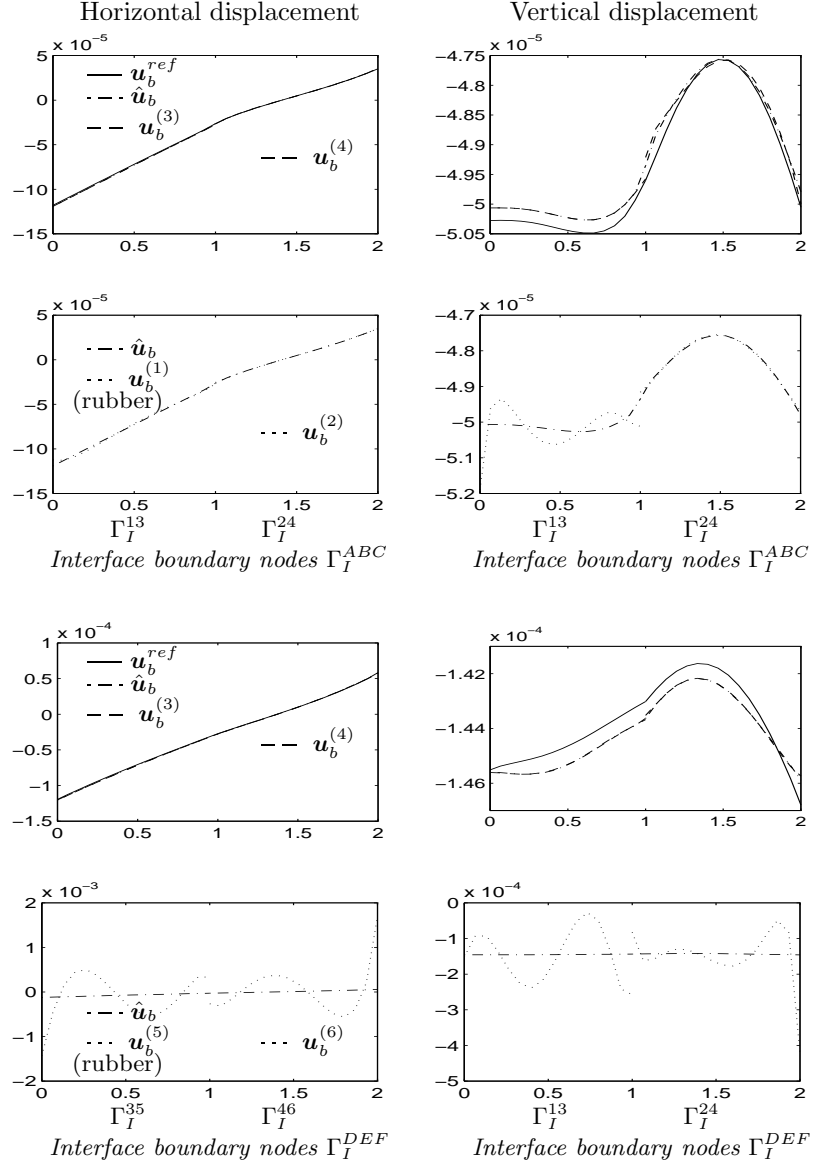 Horizontal displacement
Vertical displacement
x 10⁻⁵
5
0
−5
−10
−15
0 0.5 1 1.5 2
u_b^{ref}
û_b
u_b^{(3)}
u_b^{(4)}
x 10⁻⁵
−4.75
−4.8
−4.85
−4.9
−4.95
−5
−5.05
0 0.5 1 1.5 2
x 10⁻⁵
5
0
−5
−10
−15
0 0.5 1 1.5 2
û_b
u_b^{(1)}
(rubber)
u_b^{(2)}
Γ_I^{13} Γ_I^{24}
Interface boundary nodes Γ_I^{ABC}
x 10⁻⁵
−4.7
−4.8
−4.9
−5
−5.1
−5.2
0 0.5 1 1.5 2
Γ_I^{13} Γ_I^{24}
Interface boundary nodes Γ_I^{ABC}
x 10⁻⁴
1
0.5
0
−0.5
−1
−1.5
0 0.5 1 1.5 2
u_b^{ref}
û_b
u_b^{(3)}
u_b^{(4)}
x 10⁻⁴
−1.42
−1.44
−1.46
0 0.5 1 1.5 2
x 10⁻³
2
1
0
−1
−2
0 0.5 1 1.5 2
û_b
u_b^{(5)}
(rubber)
u_b^{(6)}
Γ_I^{35} Γ_I^{46}
Interface boundary nodes Γ_I^{DEF}
x 10⁻⁴
0
−1
−2
−3
−4
−5
0 0.5 1 1.5 2
Γ_I^{13} Γ_I^{24}
Interface boundary nodes Γ_I^{DEF}